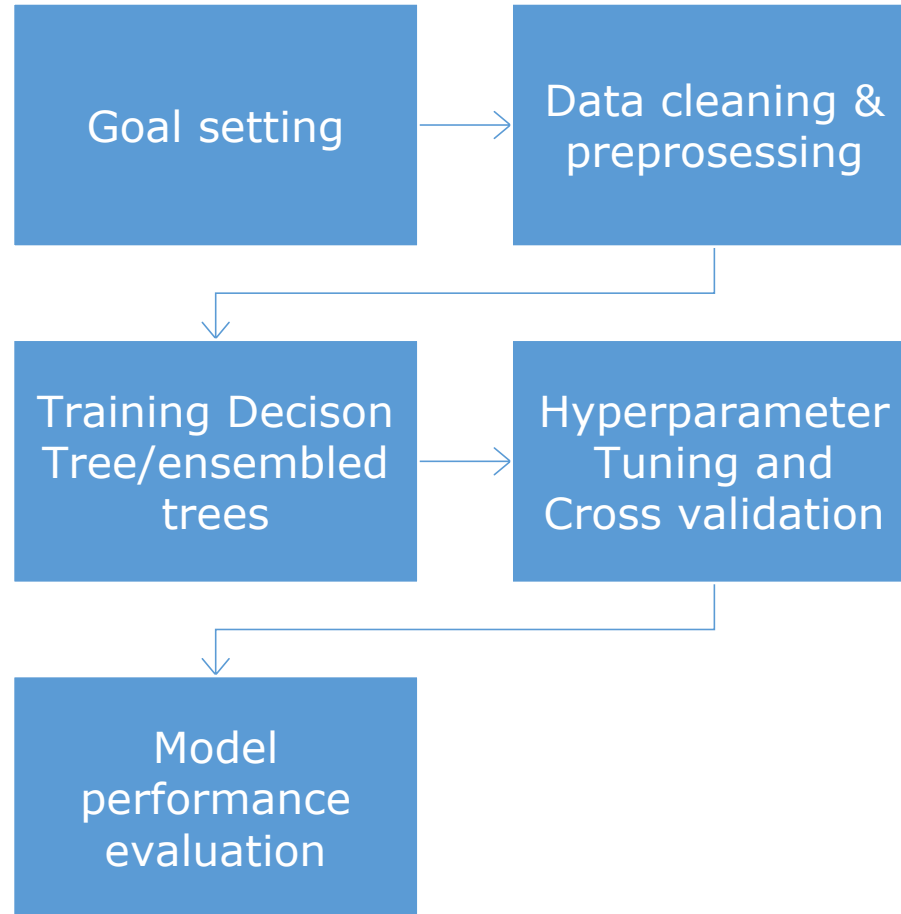 Goal setting
Data cleaning &
preprosessing
Training Decison
Tree/ensembled
trees
Hyperparameter
Tuning and
Cross validation
Model
performance
evaluation